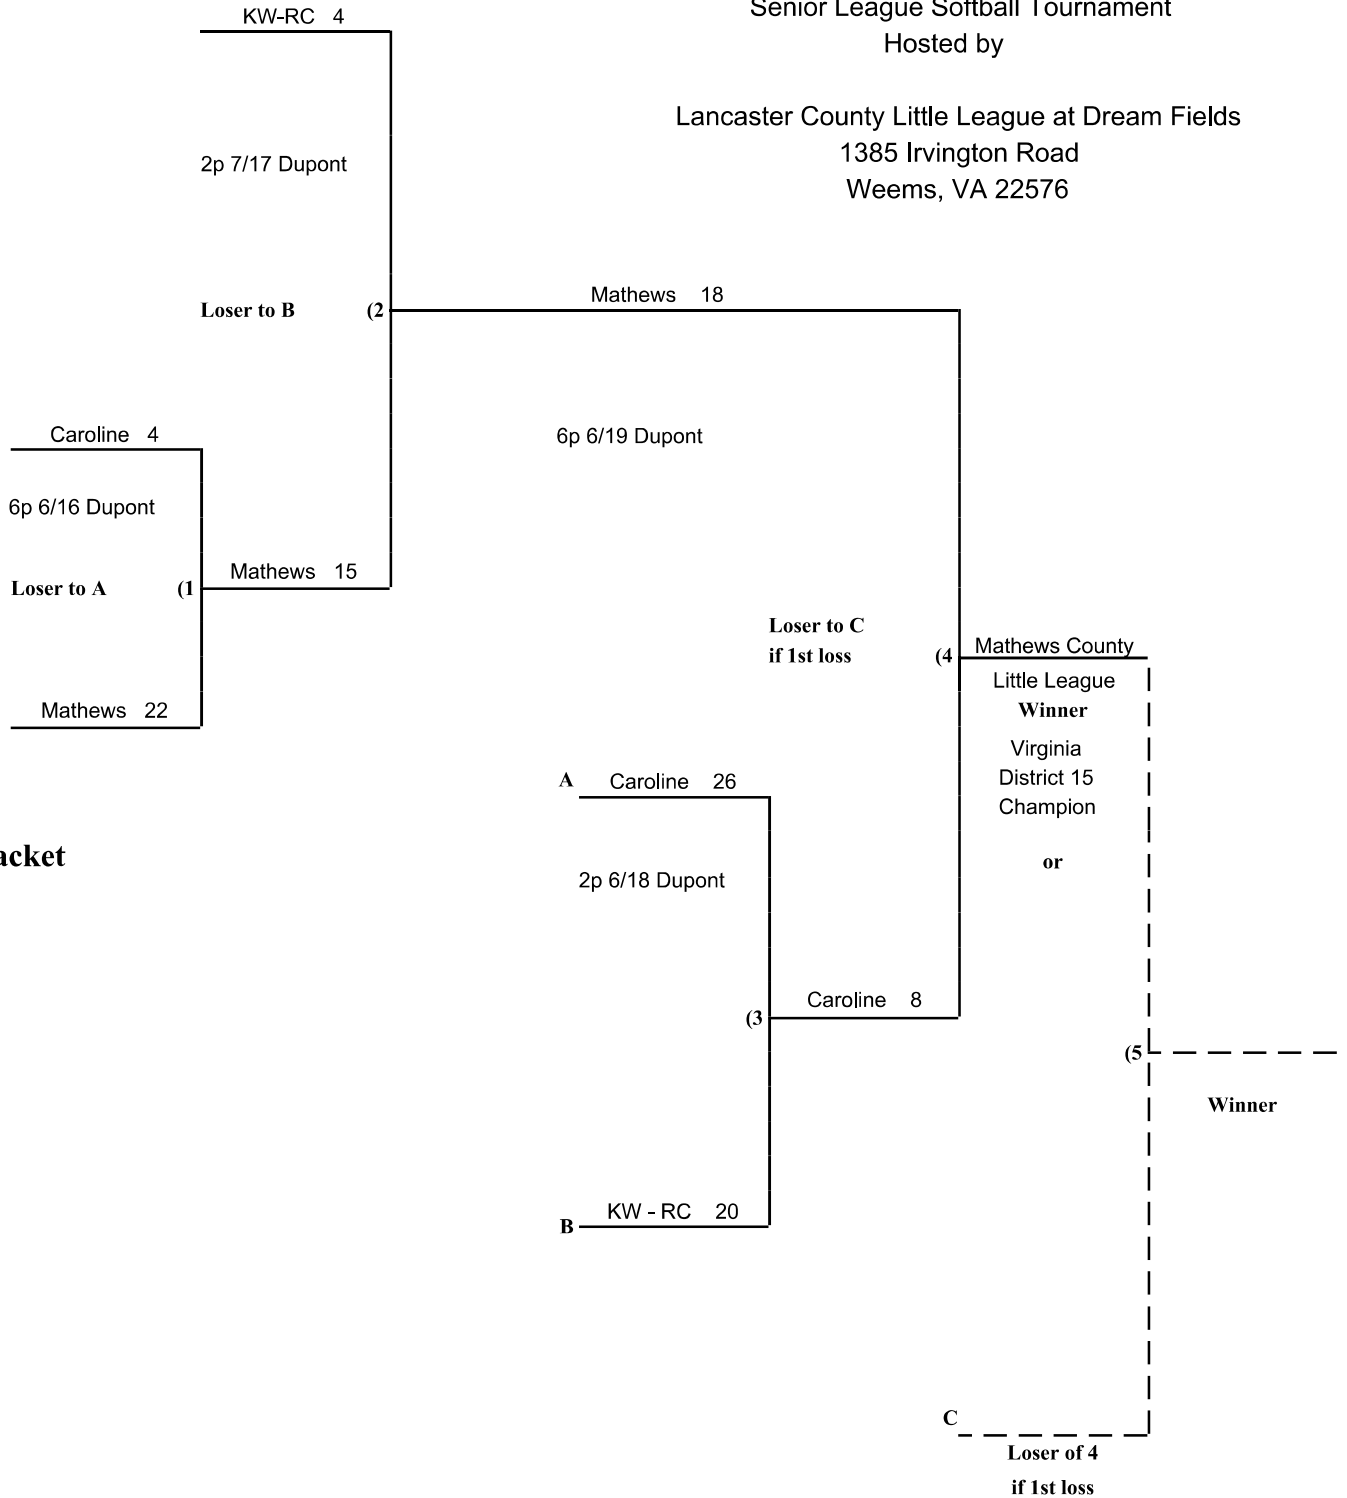 KW-RC 4
Senior League Softball Tournament
Hosted by
Lancaster County Little League at Dream Fields
1385 Irvington Road
Weems, VA 22576
2p 7/17 Dupont
Loser to B (2
Mathews 18
Caroline 4
6p 6/19 Dupont
6p 6/16 Dupont
Loser to A (1
Mathews 15
Loser to C
if 1st loss (4
Mathews County
Little League
Winner
Virginia
District 15
Champion
or
Mathews 22
A Caroline 26
acket
2p 6/18 Dupont
(3
Caroline 8
(5
Winner
B KW - RC 20
C
Loser of 4
if 1st loss